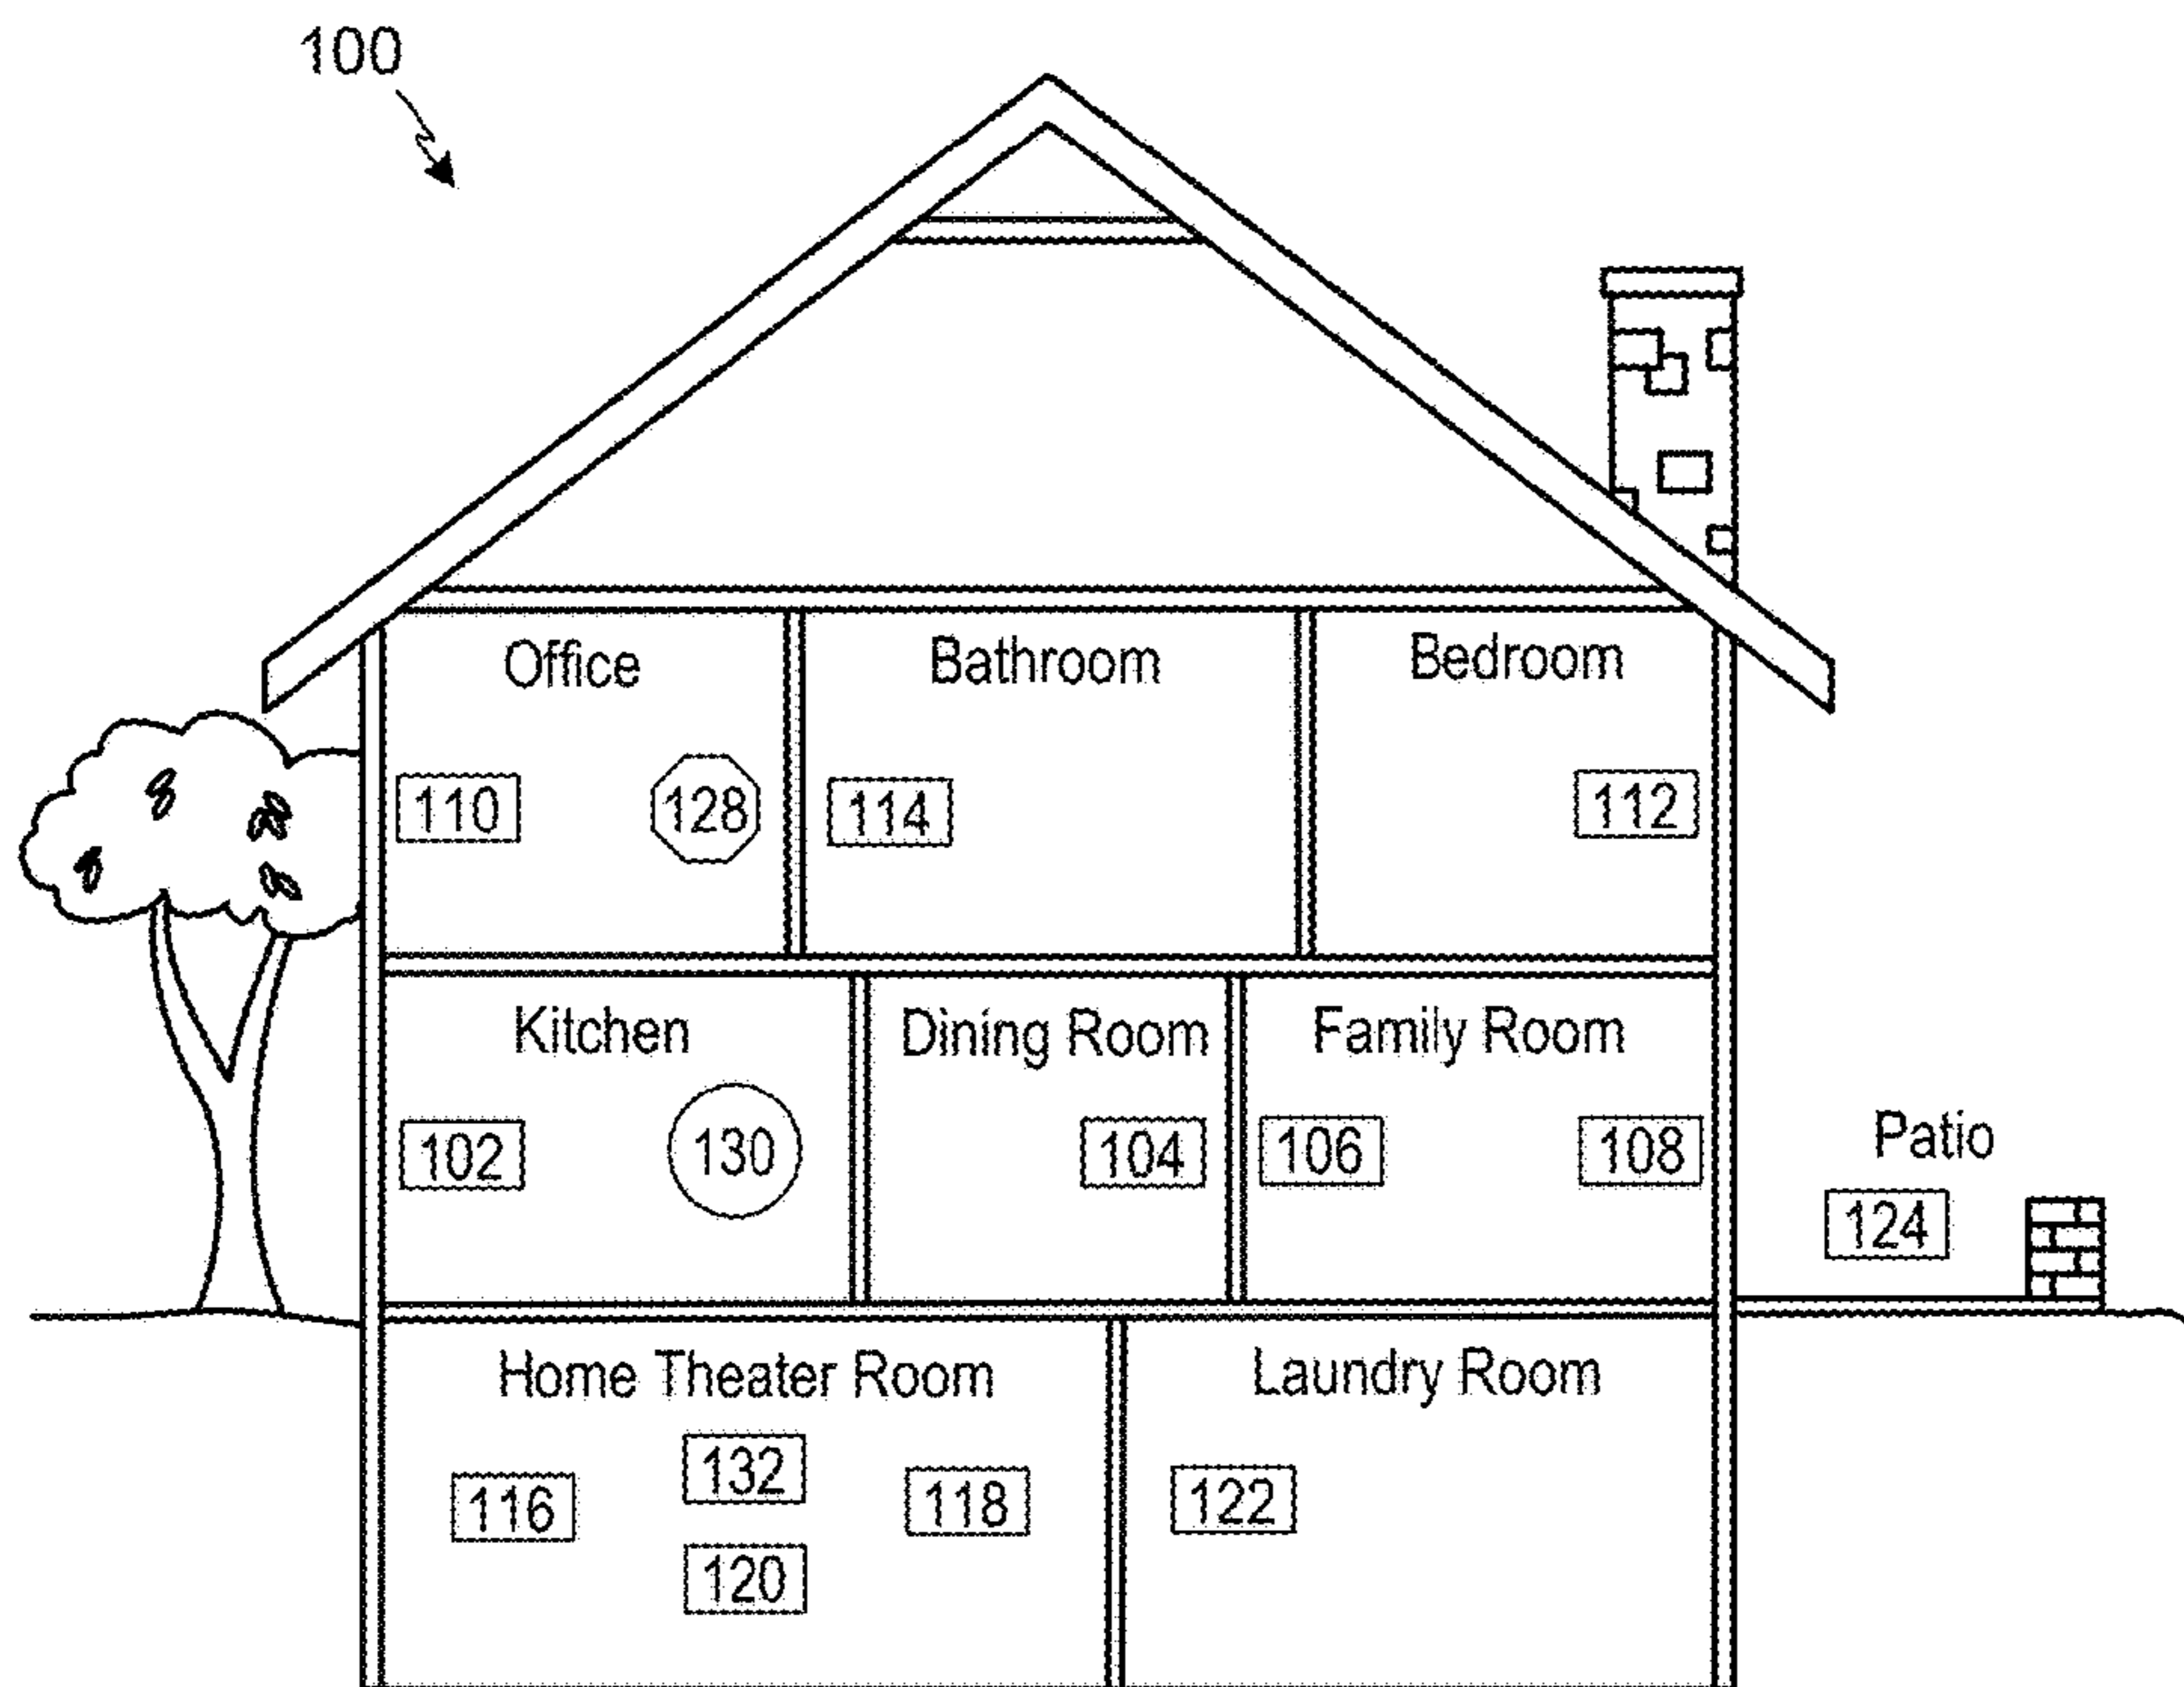 100
Office
Bathroom
Bedroom
110
128
114
112
Kitchen
Dining Room
Family Room
102
130
104
106
108
Patio
124
Home Theater Room
Laundry Room
116
132
118
120
122